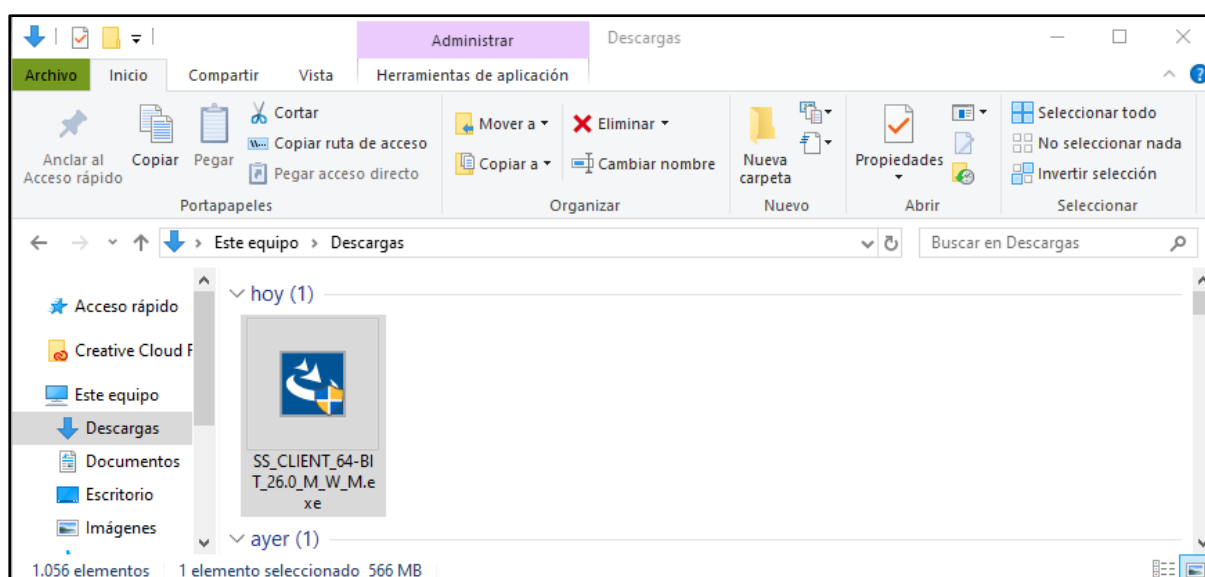 Administrar
Descargas
Archivo
Inicio
Compartir
Vista
Herramientas de aplicación
Anclar al
Acceso rápido
Copiar
Pegar
Cortar
Copiar ruta de acceso
Pegar acceso directo
Portapapeles
Mover a
Copiar a
Eliminar
Cambiar nombre
Organizar
Nueva
carpeta
Nuevo
Propiedades
Abrir
Seleccionar todo
No seleccionar nada
Invertir selección
Seleccionar
Este equipo > Descargas
Buscar en Descargas
Acceso rápido
Creative Cloud F
Este equipo
Descargas
Documentos
Escritorio
Imágenes
hoy (1)
SS_CLIENT_64-BI
T_26.0_M_W_M.e
xe
ayer (1)
1.056 elementos
1 elemento seleccionado 566 MB